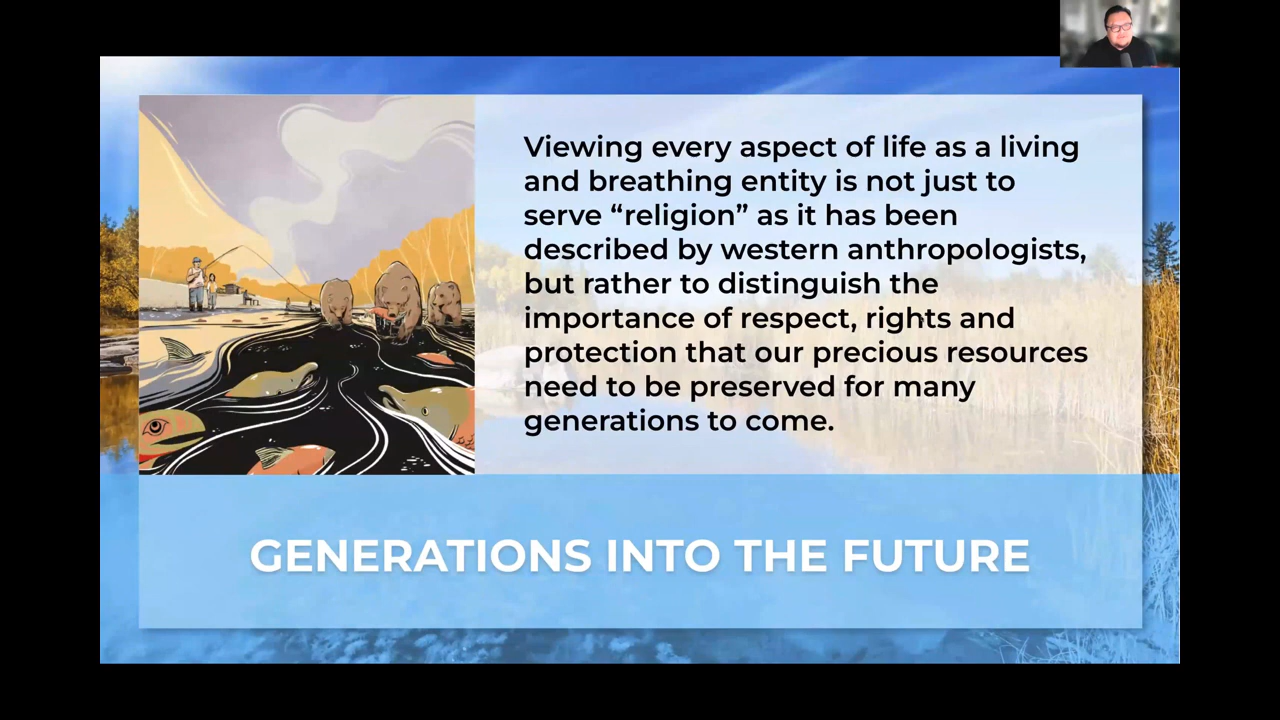 Viewing every aspect of life as a living
and breathing entity is not just to
serve “religion” as it has been
described by western anthropologists,
but rather to distinguish the
importance of respect, rights and
protection that our precious resources
need to be preserved for many
generations to come.
GENERATIONS INTO THE FUTURE